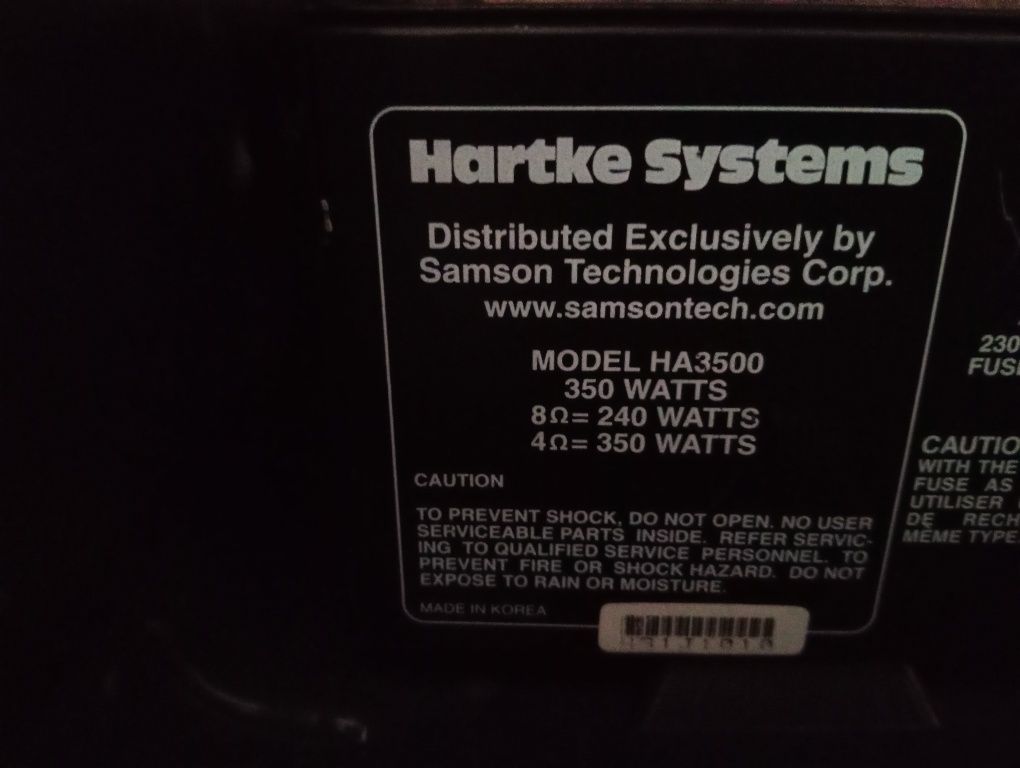 Hartke Systems
Distributed Exclusively by
Samson Technologies Corp.
www.samsontech.com
MODEL HA3500
350 WATTS
8Ω= 240 WATTS
4Ω= 350 WATTS
CAUTION
TO PREVENT SHOCK, DO NOT OPEN. NO USER
SERVICEABLE PARTS INSIDE. REFER SERVIC-
ING TO QUALIFIED SERVICE PERSONNEL. TO
PREVENT FIRE OR SHOCK HAZARD. DO NOT
EXPOSE TO RAIN OR MOISTURE.
MADE IN KOREA
230
FUS
CAUTIO
WITH THE
FUSE AS
UTILISER
DE RECH
MEME TYPE